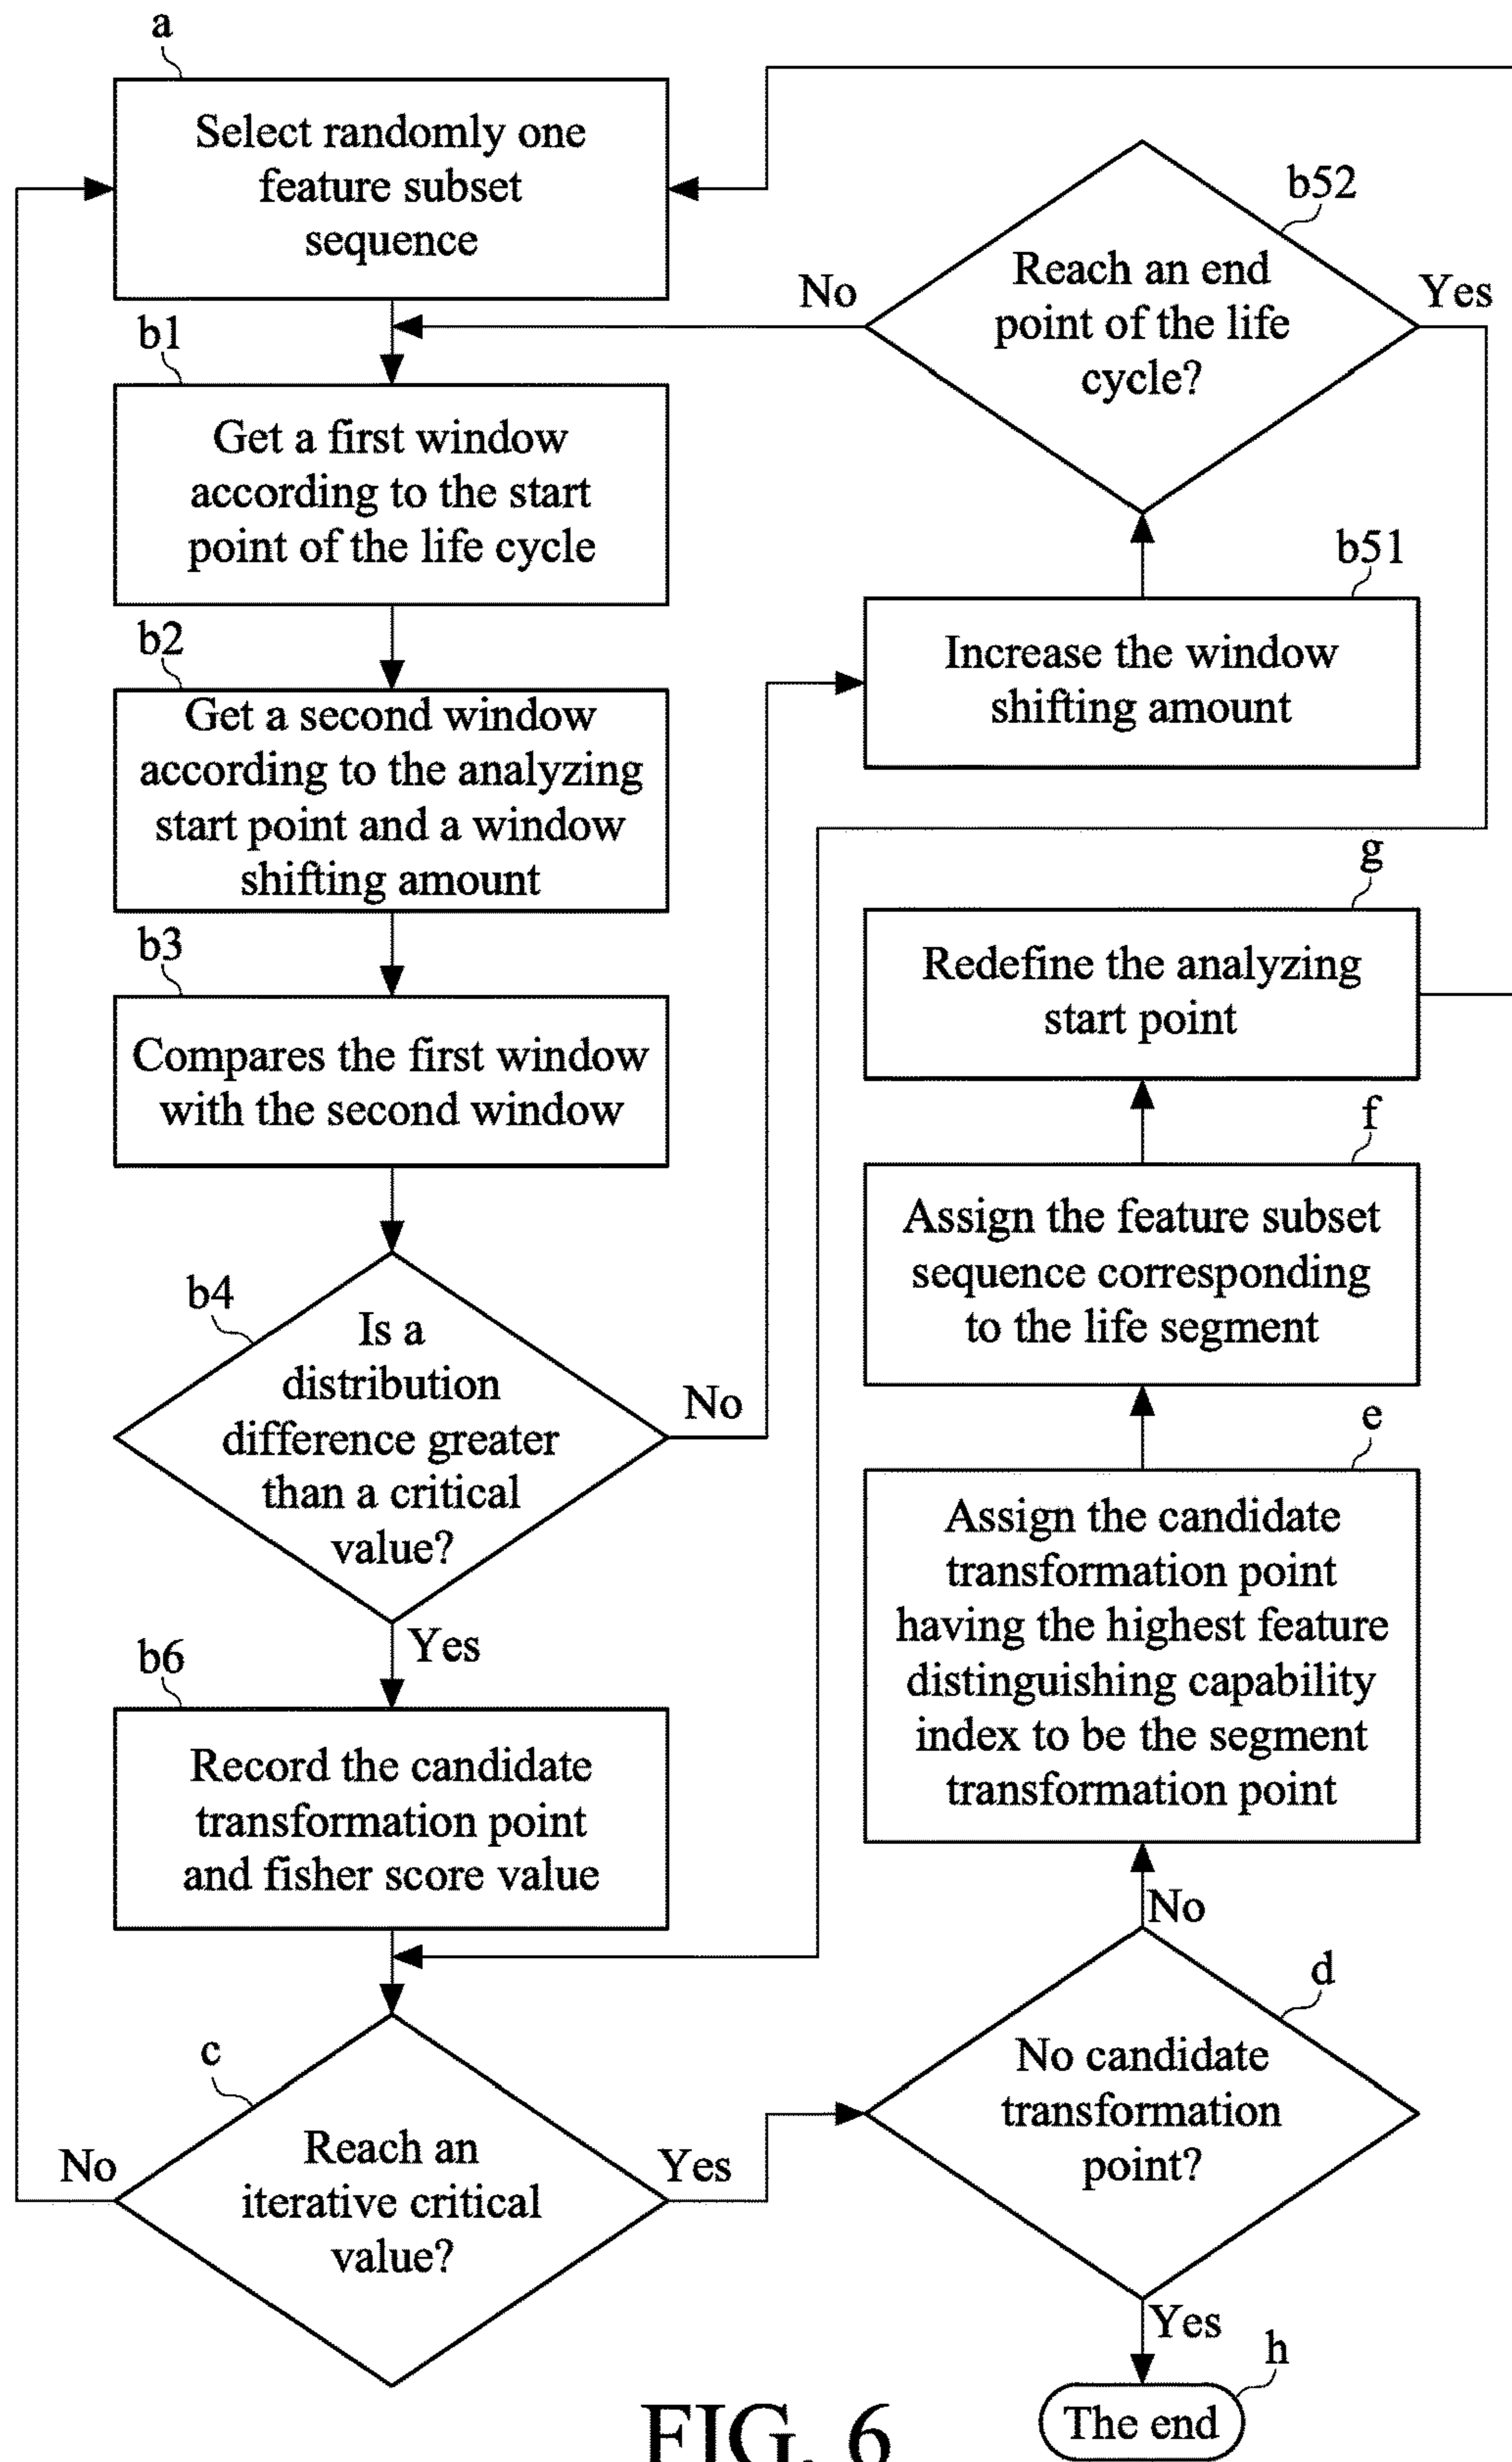 a
Select randomly one
feature subset
sequence
b1
Get a first window
according to the start
point of the life cycle
b2
Get a second window
according to the analyzing
start point and a window
shifting amount
b3
Compares the first window
with the second window
b4
Is a
distribution
difference greater
than a critical
value?
No
Yes
b6
Record the candidate
transformation point
and fisher score value
c
Reach an
iterative critical
value?
No
Yes
b52
Reach an end
point of the life
cycle?
No
Yes
b51
Increase the window
shifting amount
g
Redefine the analyzing
start point
f
Assign the feature subset
sequence corresponding
to the life segment
e
Assign the candidate
transformation point
having the highest feature
distinguishing capability
index to be the segment
transformation point
No
d
No candidate
transformation
point?
Yes
h
The end
FIG. 6